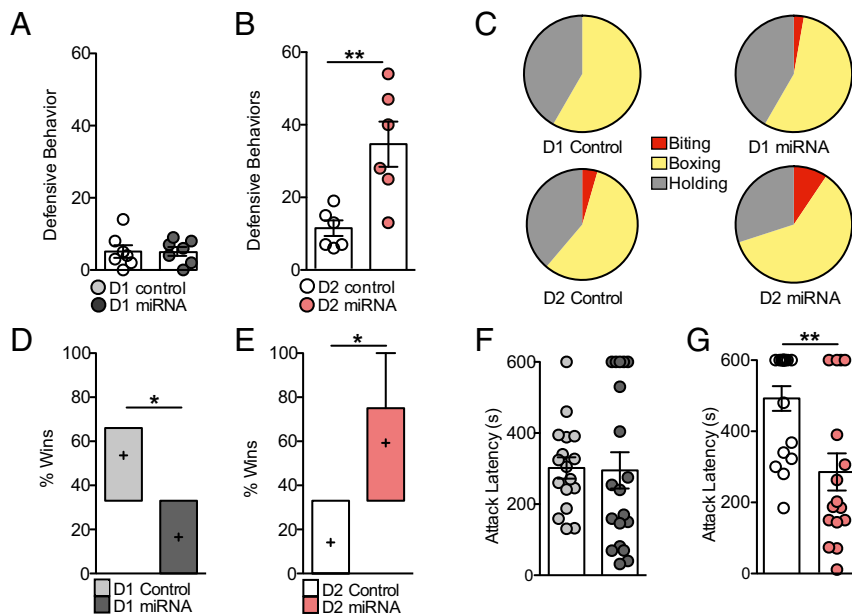 A
Defensive Behavior
60
40
20
0
D1 control
D1 miRNA
B
Defensive Behaviors
60
40
20
0
**
D2 control
D2 miRNA
C
D1 Control
D1 miRNA
Biting
Boxing
Holding
D2 Control
D2 miRNA
D
% Wins
100
80
60
40
20
0
*
D1 Control
D1 miRNA
E
% Wins
100
80
60
40
20
0
*
D2 Control
D2 miRNA
F
Attack Latency (s)
600
400
200
0
G
Attack Latency (s)
600
400
200
0
**